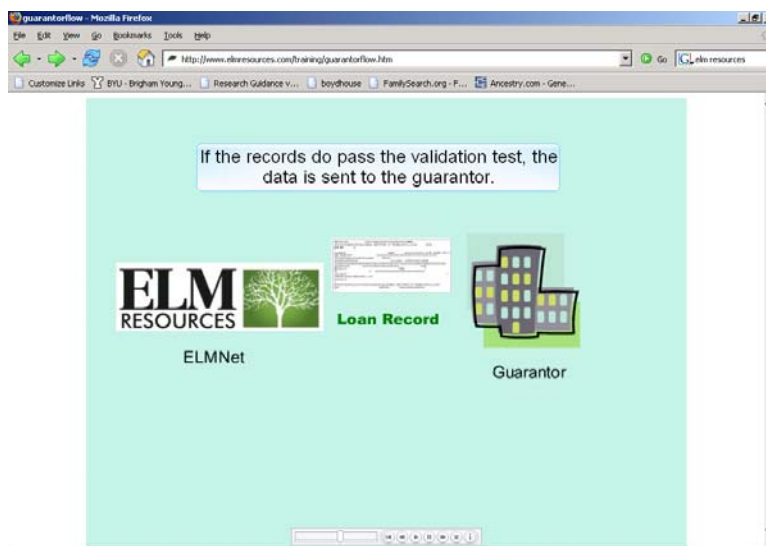 guarantorflow - Mozilla Firefox
File Edit View Go Bookmarks Tools Help
http://www.elmresources.com/training/guarantorflow.htm
Go
elm resources
Customize Links
BYU - Brigham Young...
Research Guidance v...
boydhouse
FamilySearch.org - F...
Ancestry.com - Gene...
If the records do pass the validation test, the
data is sent to the guarantor.
ELM
RESOURCES
Loan Record
ELMNet
Guarantor